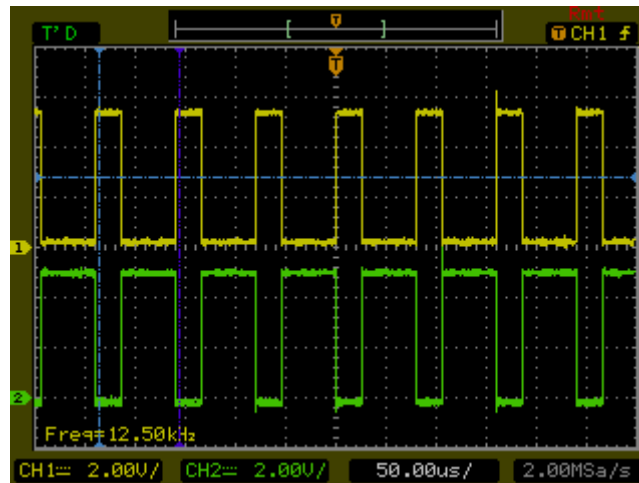 Rmt
T'D T CH1
T
1
2
Freq=12.50kHz
CH1 2.00V/ CH2 2.00V/ 50.00us/ 2.00MSa/s